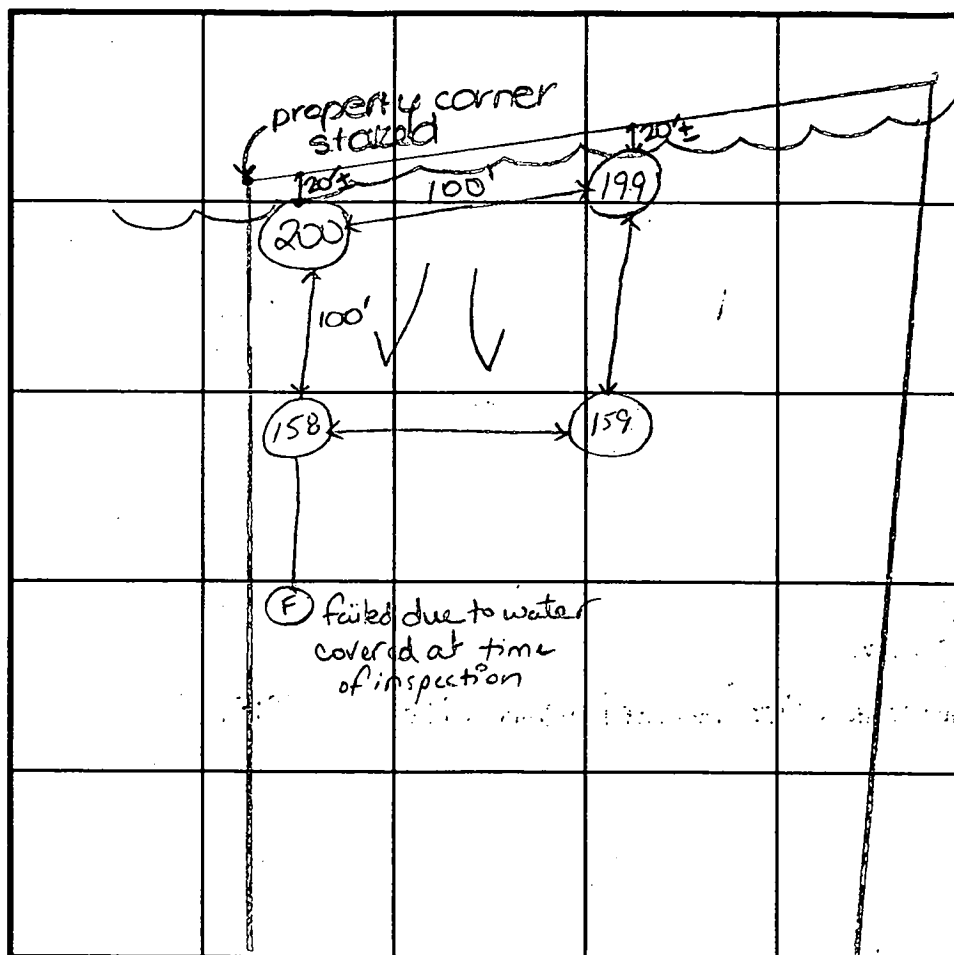 property corner
staked
20'±
20'±
100'
199
200
100'
158
159
F
failed due to water
covered at time
of inspection